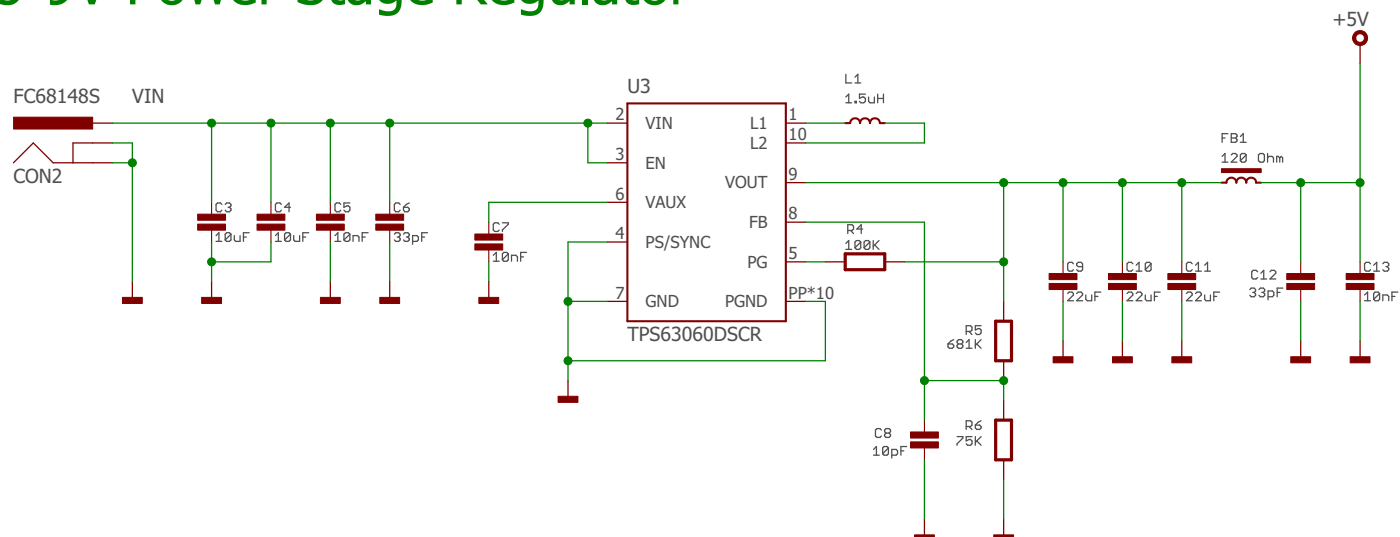 9V Power Stage Regulator
+5V
FC68148S VIN
CON2
U3
L1
1.5uH
2 VIN L1 1
L2 10
3 EN
VOUT 9
6 VAUX
FB 8
4 PS/SYNC
PG 5
7 GND PGND PP*10
TPS63060DSCR
C3
10uF
C4
10uF
C5
10nF
C6
33pF
C7
10nF
R4
100K
FB1
120 Ohm
C9
22uF
C10
22uF
C11
22uF
C12
33pF
C13
10nF
R5
681K
C8
10pF
R6
75K